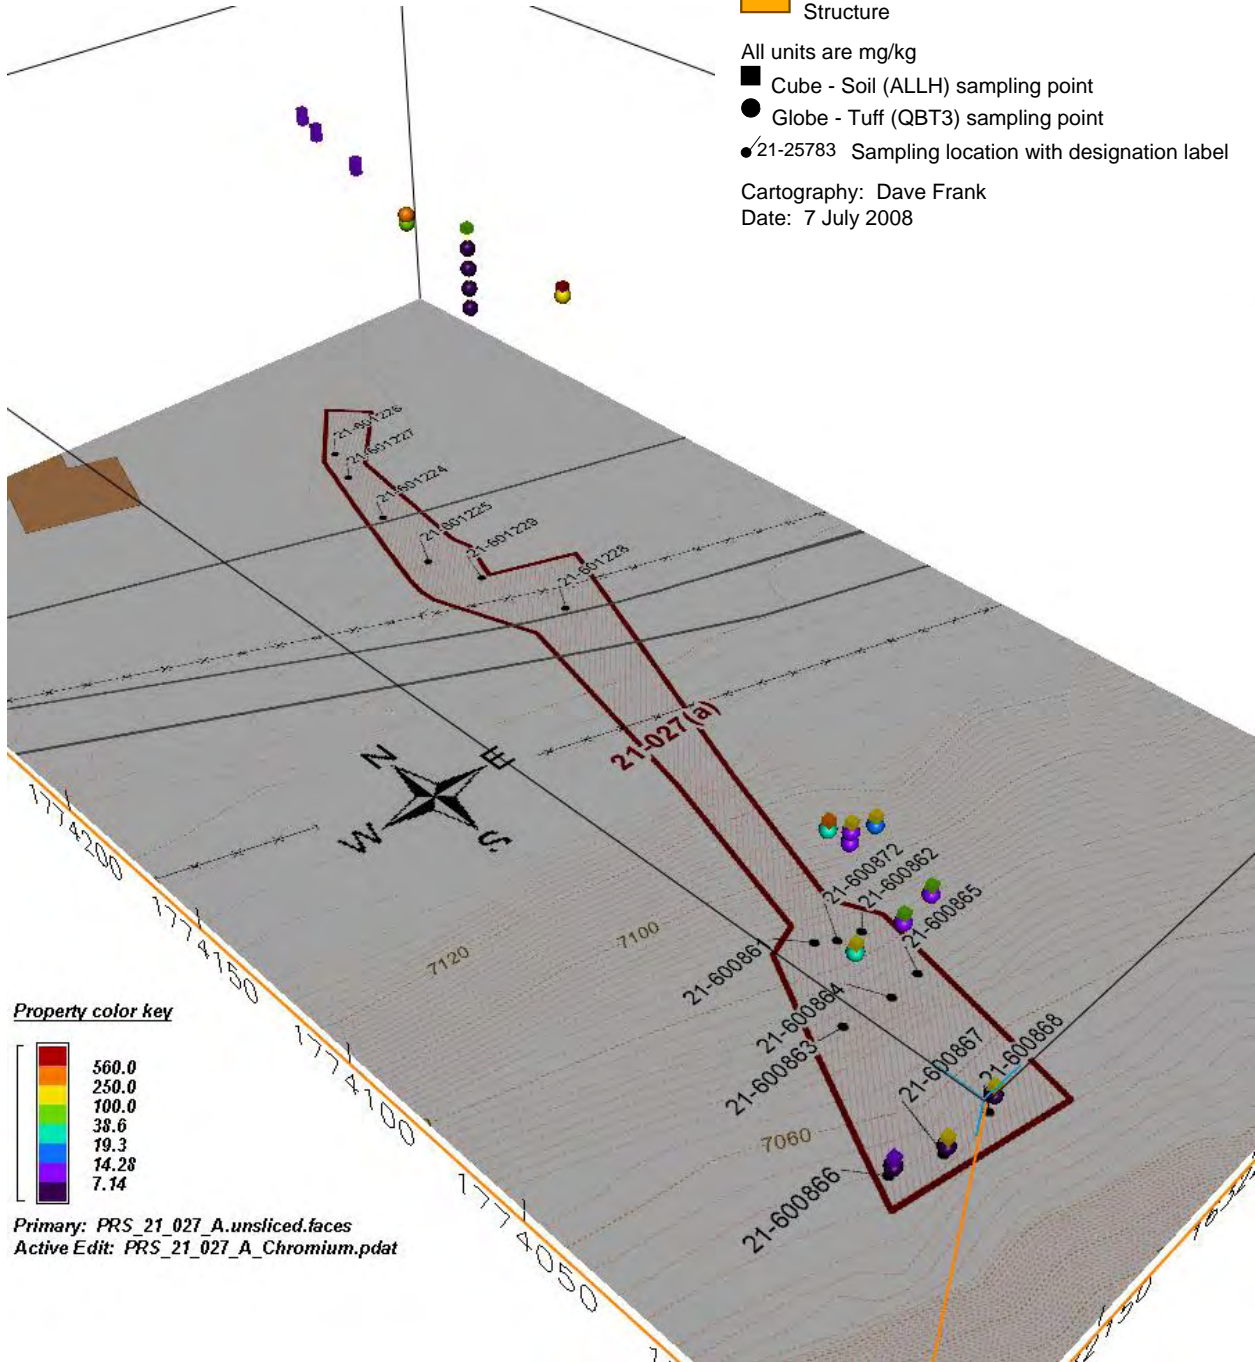 Structure
All units are mg/kg
Cube - Soil (ALLH) sampling point
Globe - Tuff (QBT3) sampling point
21-25783 Sampling location with designation label
Cartography: Dave Frank
Date: 7 July 2008
21-601226
21-601227
21-601224
21-601225
21-601229
21-601228
21-027(a)
N
E
W
S
1774200
1774150
1774100
1774050
7120
7100
7060
21-600872
21-600862
21-600865
21-600861
21-600864
21-600863
21-600867
21-600868
21-600866
Property color key
560.0
250.0
100.0
38.6
19.3
14.28
7.14
Primary: PRS_21_027_A.unsliced.faces
Active Edit: PRS_21_027_A_Chromium.pdat